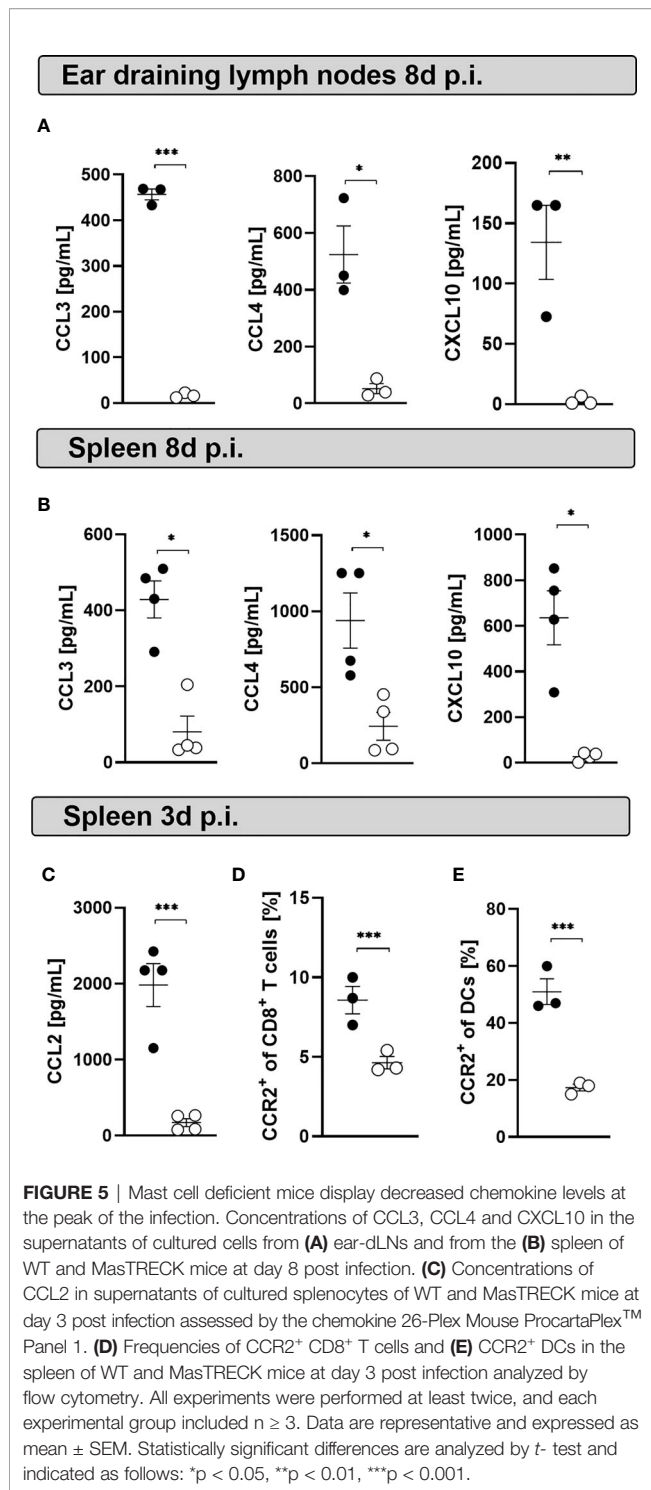 Ear draining lymph nodes 8d p.i.
A
***
*
**
CCL3 [pg/mL]
500
400
300
200
100
0
CCL4 [pg/mL]
800
600
400
200
0
CXCL10 [pg/mL]
200
150
100
50
0
Spleen 8d p.i.
B
*
*
*
CCL3 [pg/mL]
600
400
200
0
CCL4 [pg/mL]
1500
1000
500
0
CXCL10 [pg/mL]
1000
800
600
400
200
0
Spleen 3d p.i.
C
***
CCL2 [pg/mL]
3000
2000
1000
0
D
***
CCR2⁺ of CD8⁺ T cells [%]
15
10
5
0
E
***
CCR2⁺ of DCs [%]
80
60
40
20
0
FIGURE 5 | Mast cell deficient mice display decreased chemokine levels at
the peak of the infection. Concentrations of CCL3, CCL4 and CXCL10 in the
supernatants of cultured cells from (A) ear-dLNs and from the (B) spleen of
WT and MasTRECK mice at day 8 post infection. (C) Concentrations of
CCL2 in supernatants of cultured splenocytes of WT and MasTRECK mice at
day 3 post infection assessed by the chemokine 26-Plex Mouse ProcartaPlex™
Panel 1. (D) Frequencies of CCR2⁺ CD8⁺ T cells and (E) CCR2⁺ DCs in the
spleen of WT and MasTRECK mice at day 3 post infection analyzed by
flow cytometry. All experiments were performed at least twice, and each
experimental group included n ≥ 3. Data are representative and expressed as
mean ± SEM. Statistically significant differences are analyzed by t- test and
indicated as follows: *p < 0.05, **p < 0.01, ***p < 0.001.